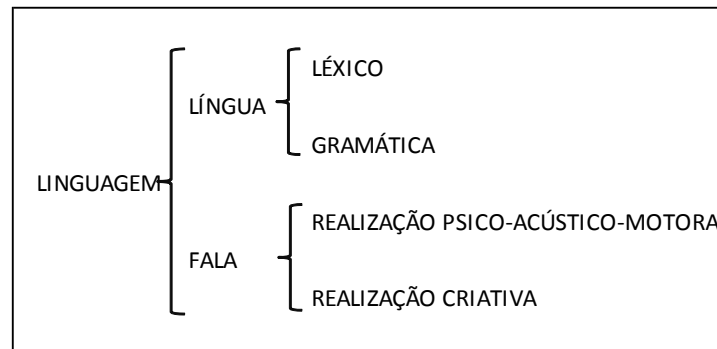 LÉXICO
LÍNGUA
GRAMÁTICA
LINGUAGEM
REALIZAÇÃO PSICO-ACÚSTICO-MOTORA
FALA
REALIZAÇÃO CRIATIVA